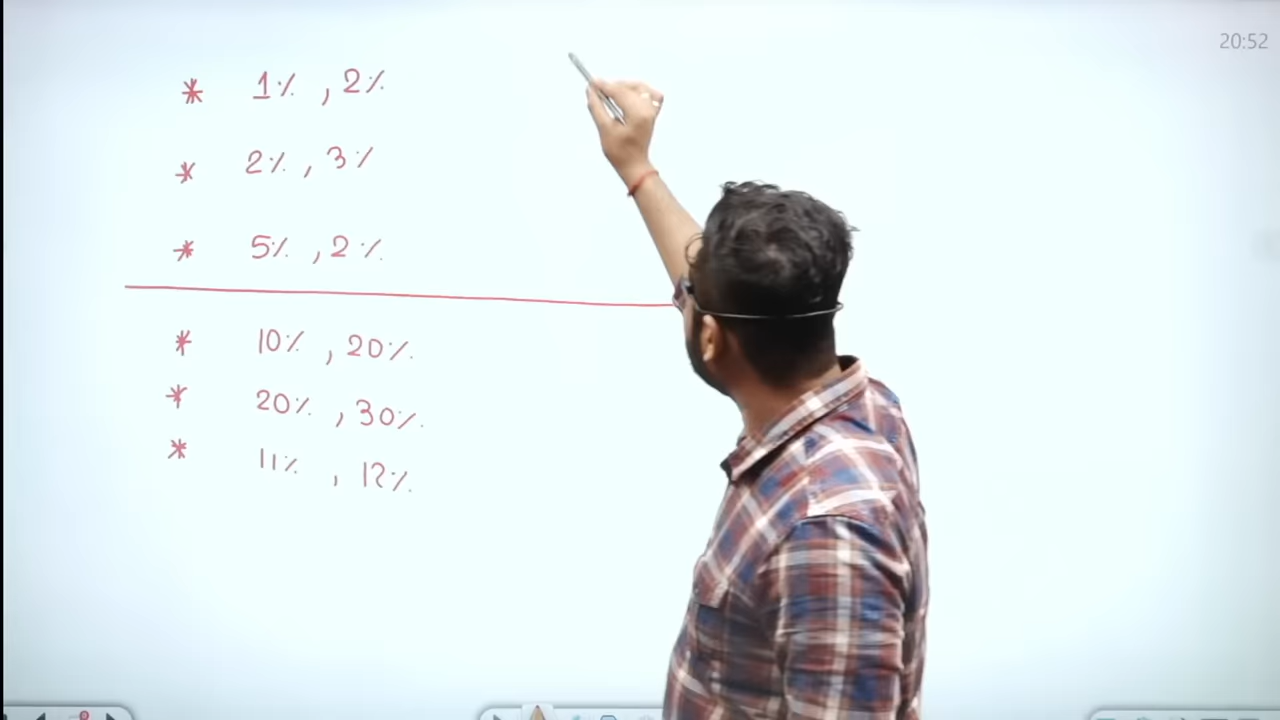 20:52
* 1% , 2%
* 2% , 3%
* 5% , 2%
* 10% , 20%
* 20% , 30%
* 11% , 12%